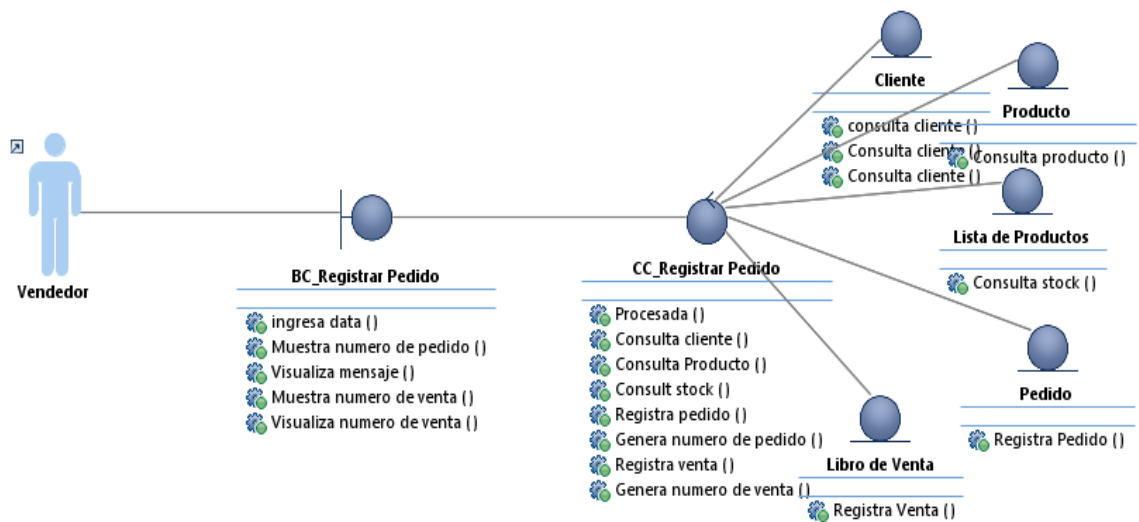 Vendedor
BC_Registrar Pedido
ingresa data ()
Muestra numero de pedido ()
Visualiza mensaje ()
Muestra numero de venta ()
Visualiza numero de venta ()
CC_Registrar Pedido
Procesada ()
Consulta cliente ()
Consulta Producto ()
Consult stock ()
Registra pedido ()
Genera numero de pedido ()
Registra venta ()
Genera numero de venta ()
Cliente
consulta cliente ()
Consulta cliente ()
Consulta cliente ()
Producto
Consulta producto ()
Lista de Productos
Consulta stock ()
Pedido
Registra Pedido ()
Libro de Venta
Registra Venta ()